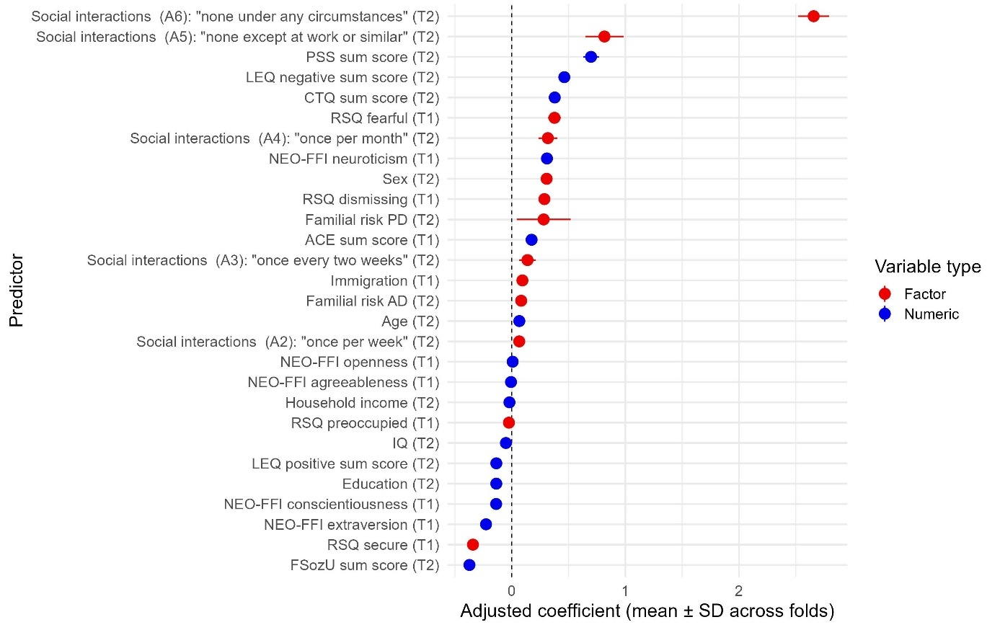 Social interactions  (A6): "none under any circumstances" (T2)
Social interactions  (A5): "none except at work or similar" (T2)
PSS sum score (T2)
LEQ negative sum score (T2)
CTQ sum score (T2)
RSQ fearful (T1)
Social interactions  (A4): "once per month" (T2)
NEO-FFI neuroticism (T1)
Sex (T2)
RSQ dismissing (T1)
Familial risk PD (T2)
ACE sum score (T1)
Social interactions  (A3): "once every two weeks" (T2)
Immigration (T1)
Familial risk AD (T2)
Age (T2)
Social interactions  (A2): "once per week" (T2)
NEO-FFI openness (T1)
NEO-FFI agreeableness (T1)
Household income (T2)
RSQ preoccupied (T1)
IQ (T2)
LEQ positive sum score (T2)
Education (T2)
NEO-FFI conscientiousness (T1)
NEO-FFI extraversion (T1)
RSQ secure (T1)
FSozU sum score (T2)
Predictor
0 1 2
Adjusted coefficient (mean ± SD across folds)
Variable type
Factor
Numeric